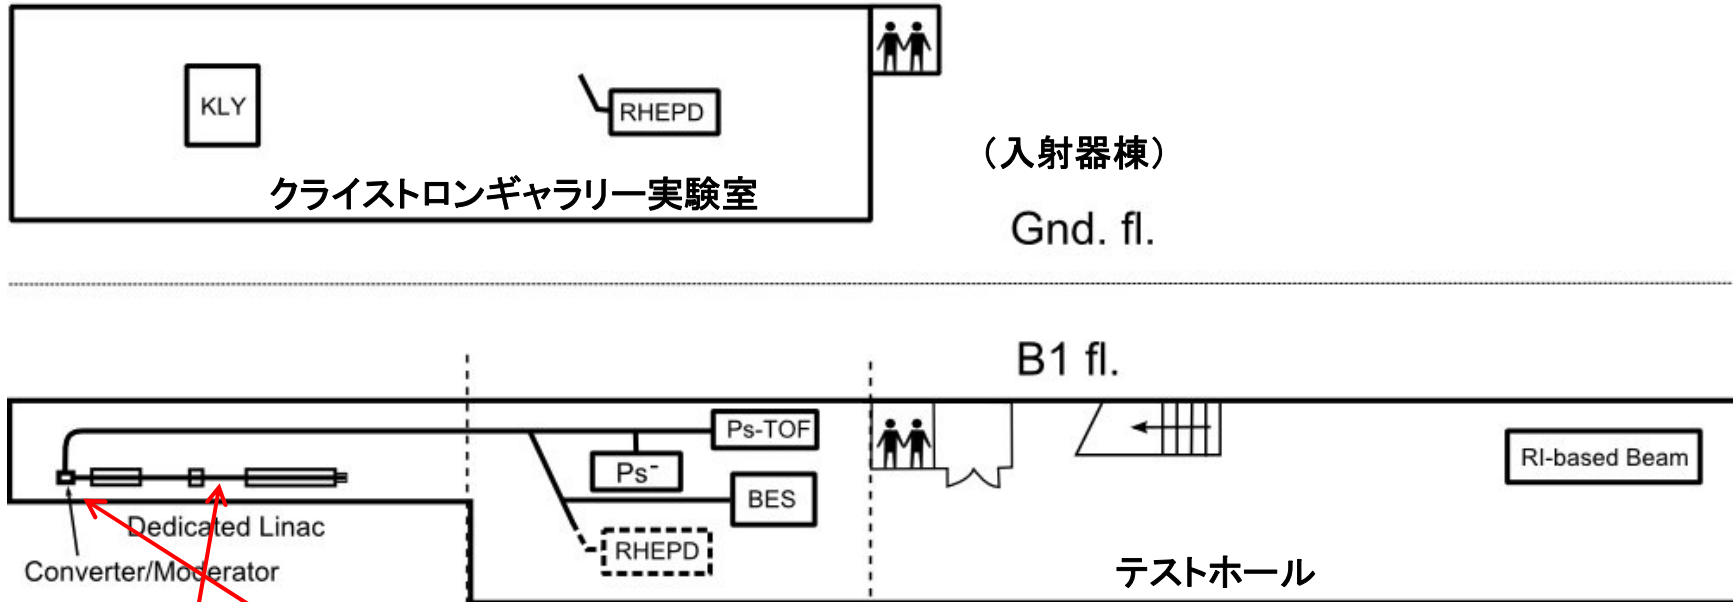 KLY
RHEPD
クライストロンギャラリー実験室
（入射器棟）
Gnd. fl.
B1 fl.
Ps-TOF
Ps-
BES
RHEPD
RI-based Beam
Dedicated Linac
Converter/Moderator
テストホール